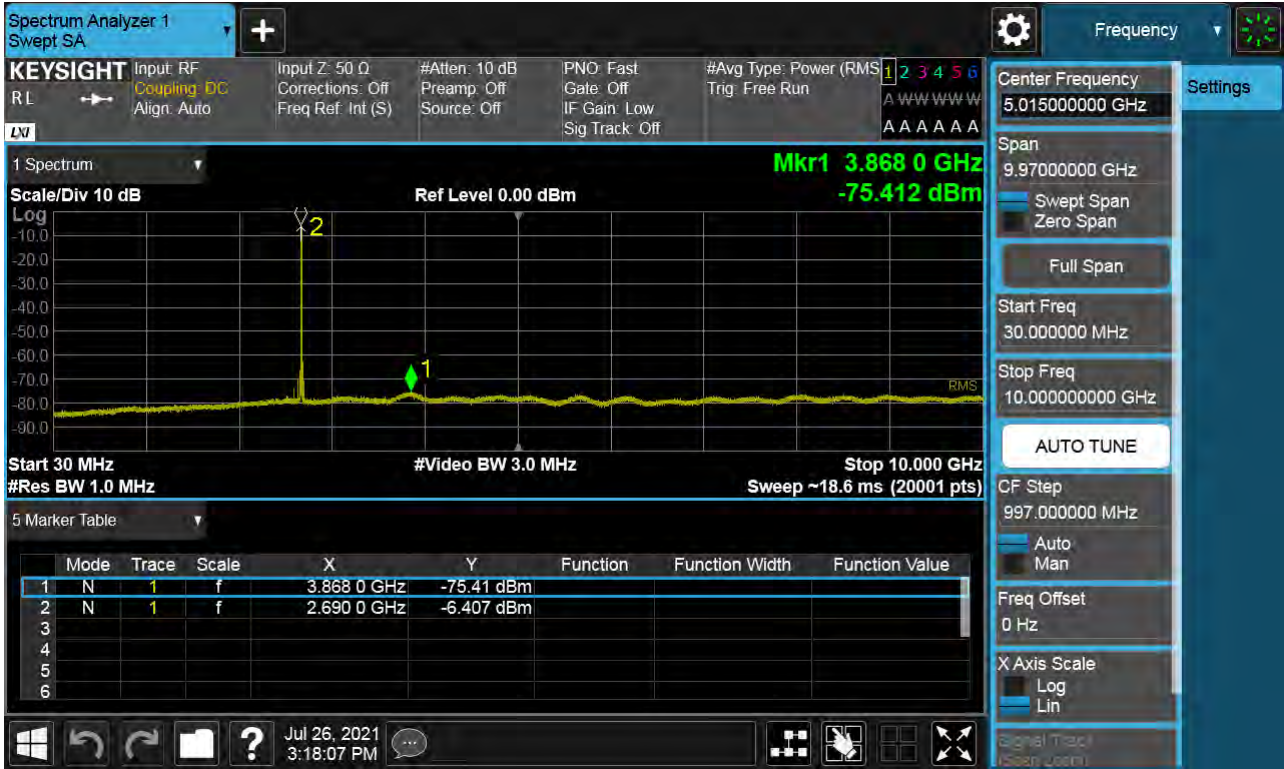 Spectrum Analyzer 1
Swept SA
+
Frequency
KEYSIGHT
R L
LXI
Input: RF
Coupling: DC
Align: Auto
Input Z: 50 Ω
Corrections: Off
Freq Ref: Int (S)
#Atten: 10 dB
Preamp: Off
Source: Off
PNO: Fast
Gate: Off
IF Gain: Low
Sig Track: Off
#Avg Type: Power (RMS
Trig: Free Run
1 2 3 4 5 6
A W W W W W
A A A A A A
Settings
1 Spectrum
Mkr1 3.868 0 GHz
-75.412 dBm
Scale/Div 10 dB
Ref Level 0.00 dBm
Log
-10.0
-20.0
-30.0
-40.0
-50.0
-60.0
-70.0
-80.0
-90.0
2
1
RMS
Start 30 MHz
#Video BW 3.0 MHz
Stop 10.000 GHz
#Res BW 1.0 MHz
Sweep ~18.6 ms (20001 pts)
5 Marker Table
Mode Trace Scale X Y Function Function Width Function Value
1 N 1 f 3.868 0 GHz -75.41 dBm
2 N 1 f 2.690 0 GHz -6.407 dBm
3
4
5
6
Center Frequency
5.015000000 GHz
Span
9.97000000 GHz
Swept Span
Zero Span
Full Span
Start Freq
30.000000 MHz
Stop Freq
10.000000000 GHz
AUTO TUNE
CF Step
997.000000 MHz
Auto
Man
Freq Offset
0 Hz
X Axis Scale
Log
Lin
Signal Track
(Span Zoom)
?
Jul 26, 2021
3:18:07 PM